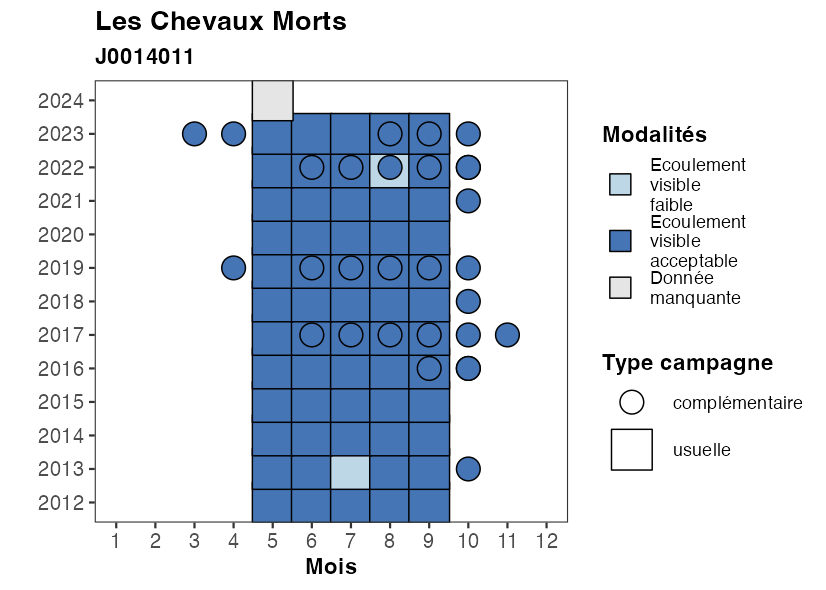 Les Chevaux Morts
J0014011
2024
2023
2022
2021
2020
2019
2018
2017
2016
2015
2014
2013
2012
1 2 3 4 5 6 7 8 9 10 11 12
Mois
Modalités
Ecoulement
visible
faible
Ecoulement
visible
acceptable
Donnée
manquante
Type campagne
complémentaire
usuelle